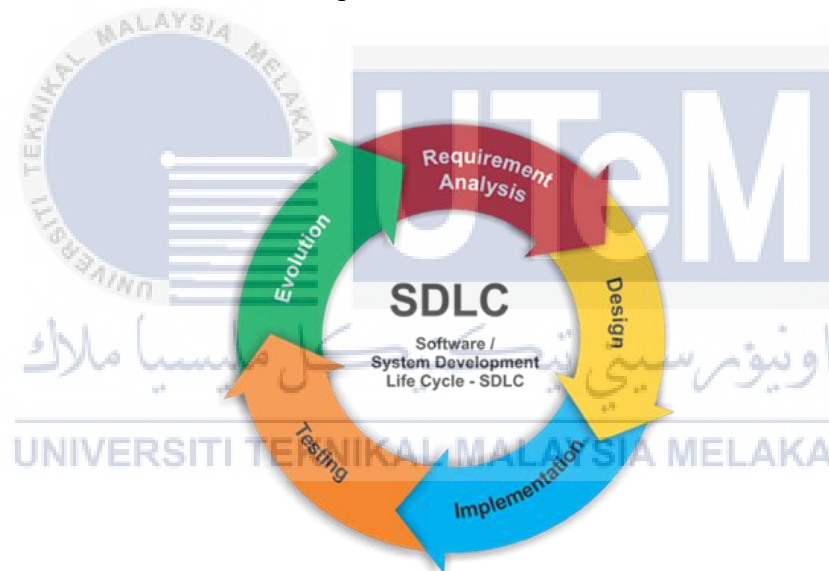 UNIVERSITI TEKNIKAL MALAYSIA MELAKA
UTeM
Requirement
Analysis
Design
Implementation
Testing
Evolution
SDLC
Software /
System Development
Life Cycle - SDLC
اونيۏرسيتي تيکنيکل مليسيا ملاك
UNIVERSITI TEKNIKAL MALAYSIA MELAKA